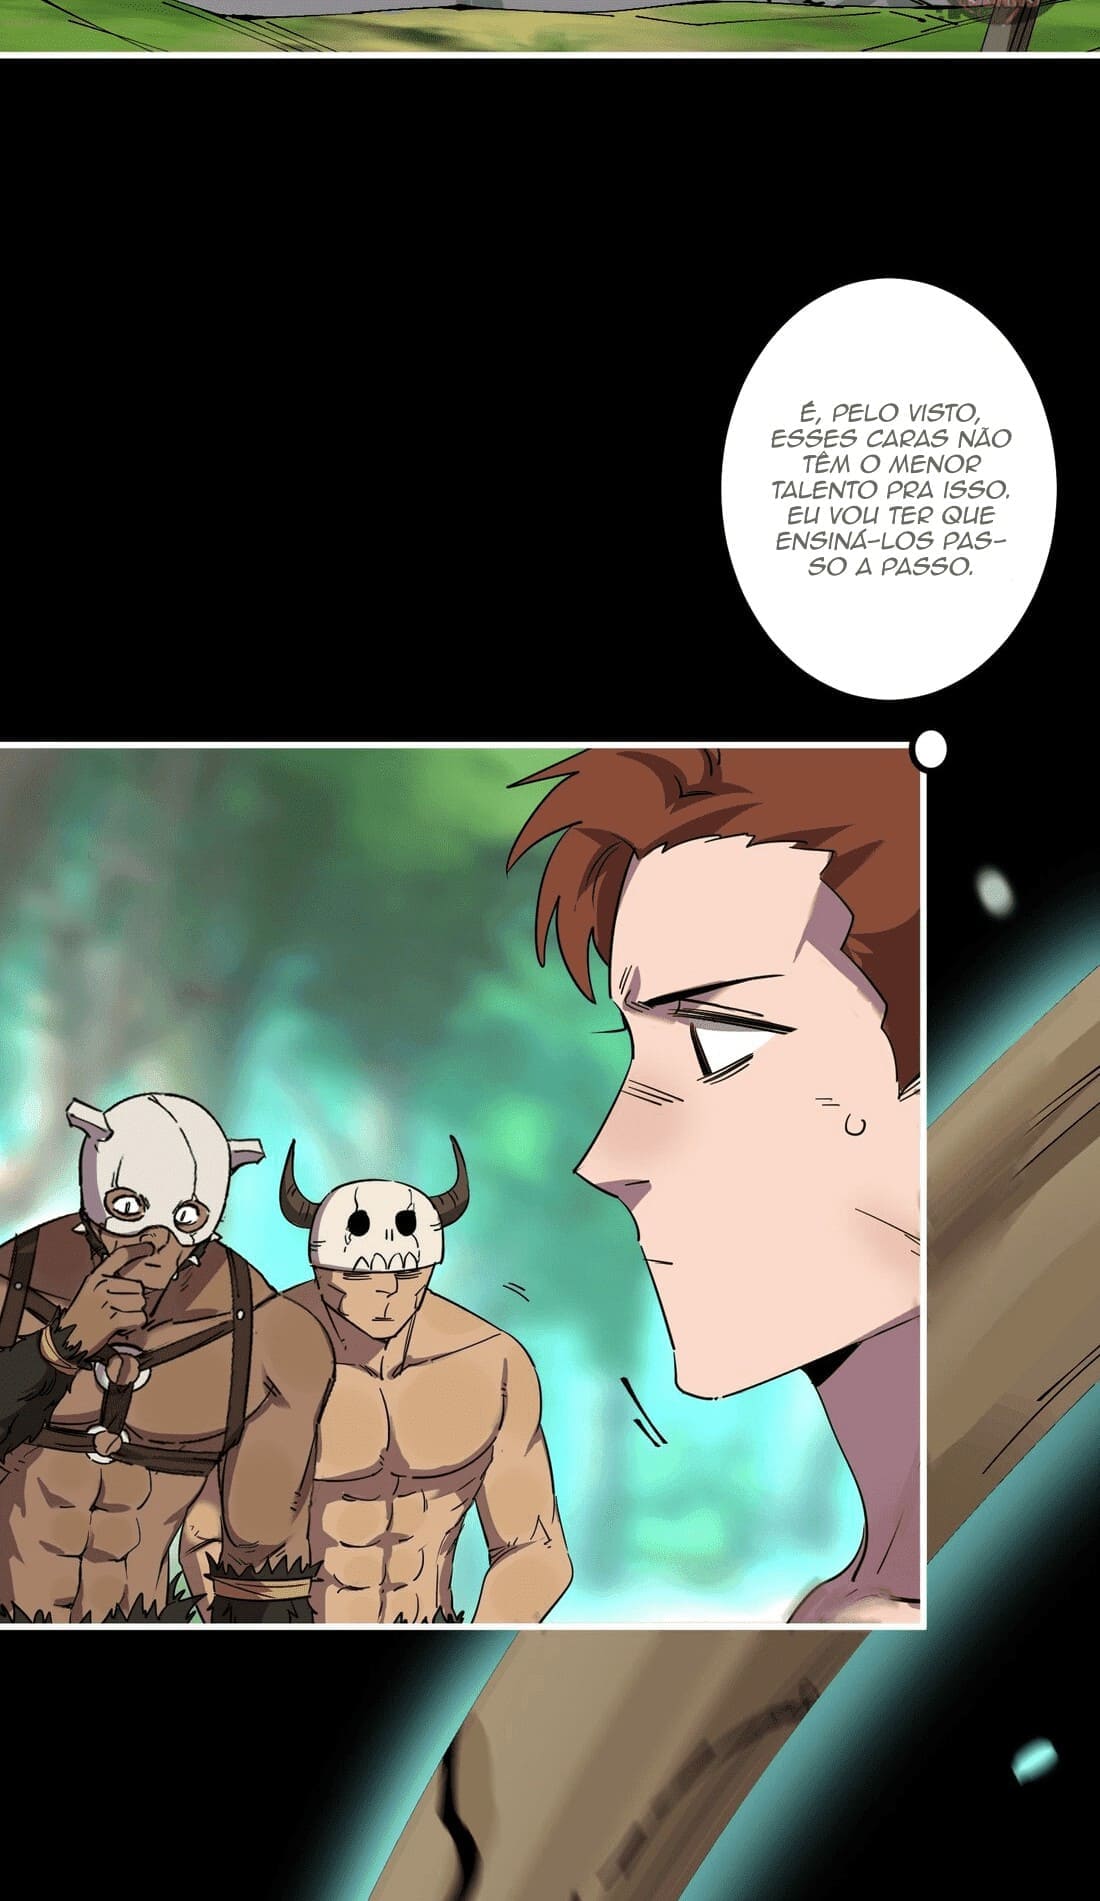 É, PELO VISTO,
ESSES CARAS NÃO
TÊM O MENOR
TALENTO PRA ISSO.
EU VOU TER QUE
ENSINÁ-LOS PAS-
SO A PASSO.